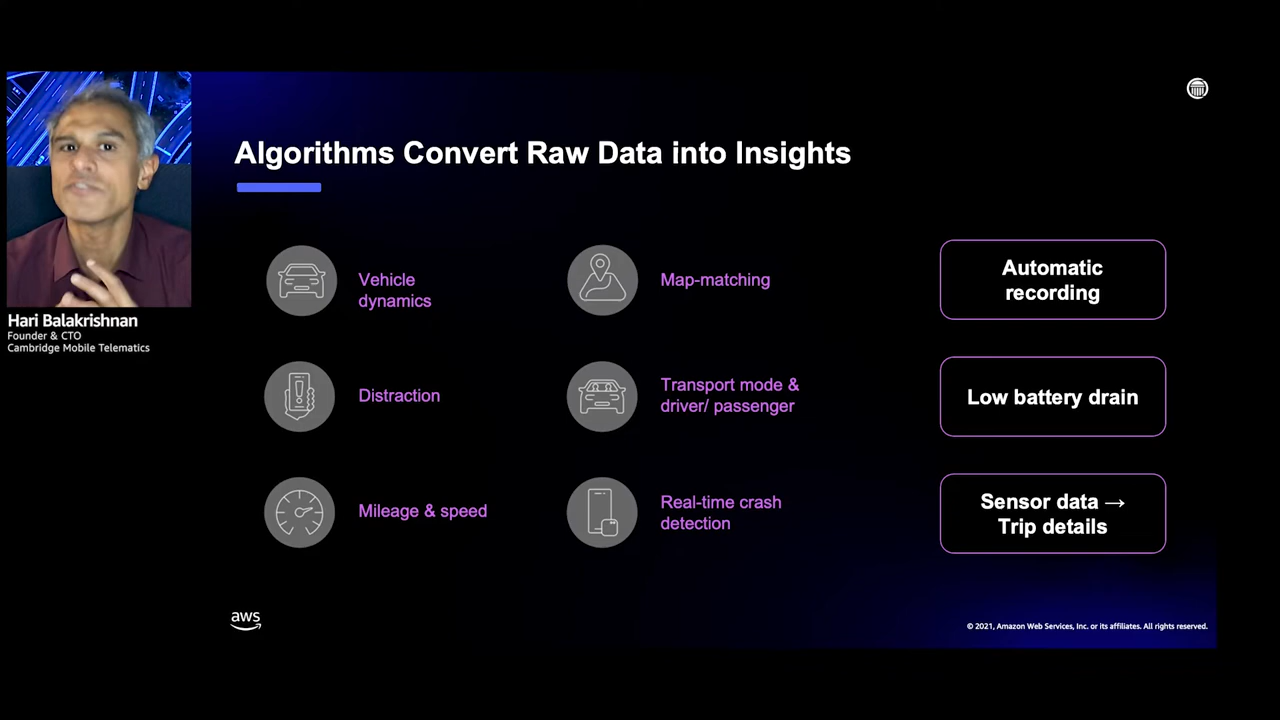 Algorithms Convert Raw Data into Insights
Hari Balakrishnan
Founder & CTO
Cambridge Mobile Telematics
Vehicle
dynamics
Map-matching
Automatic
recording
Distraction
Transport mode &
driver/ passenger
Low battery drain
Mileage & speed
Real-time crash
detection
Sensor data →
Trip details
aws
© 2021, Amazon Web Services, Inc. or its affiliates. All rights reserved.